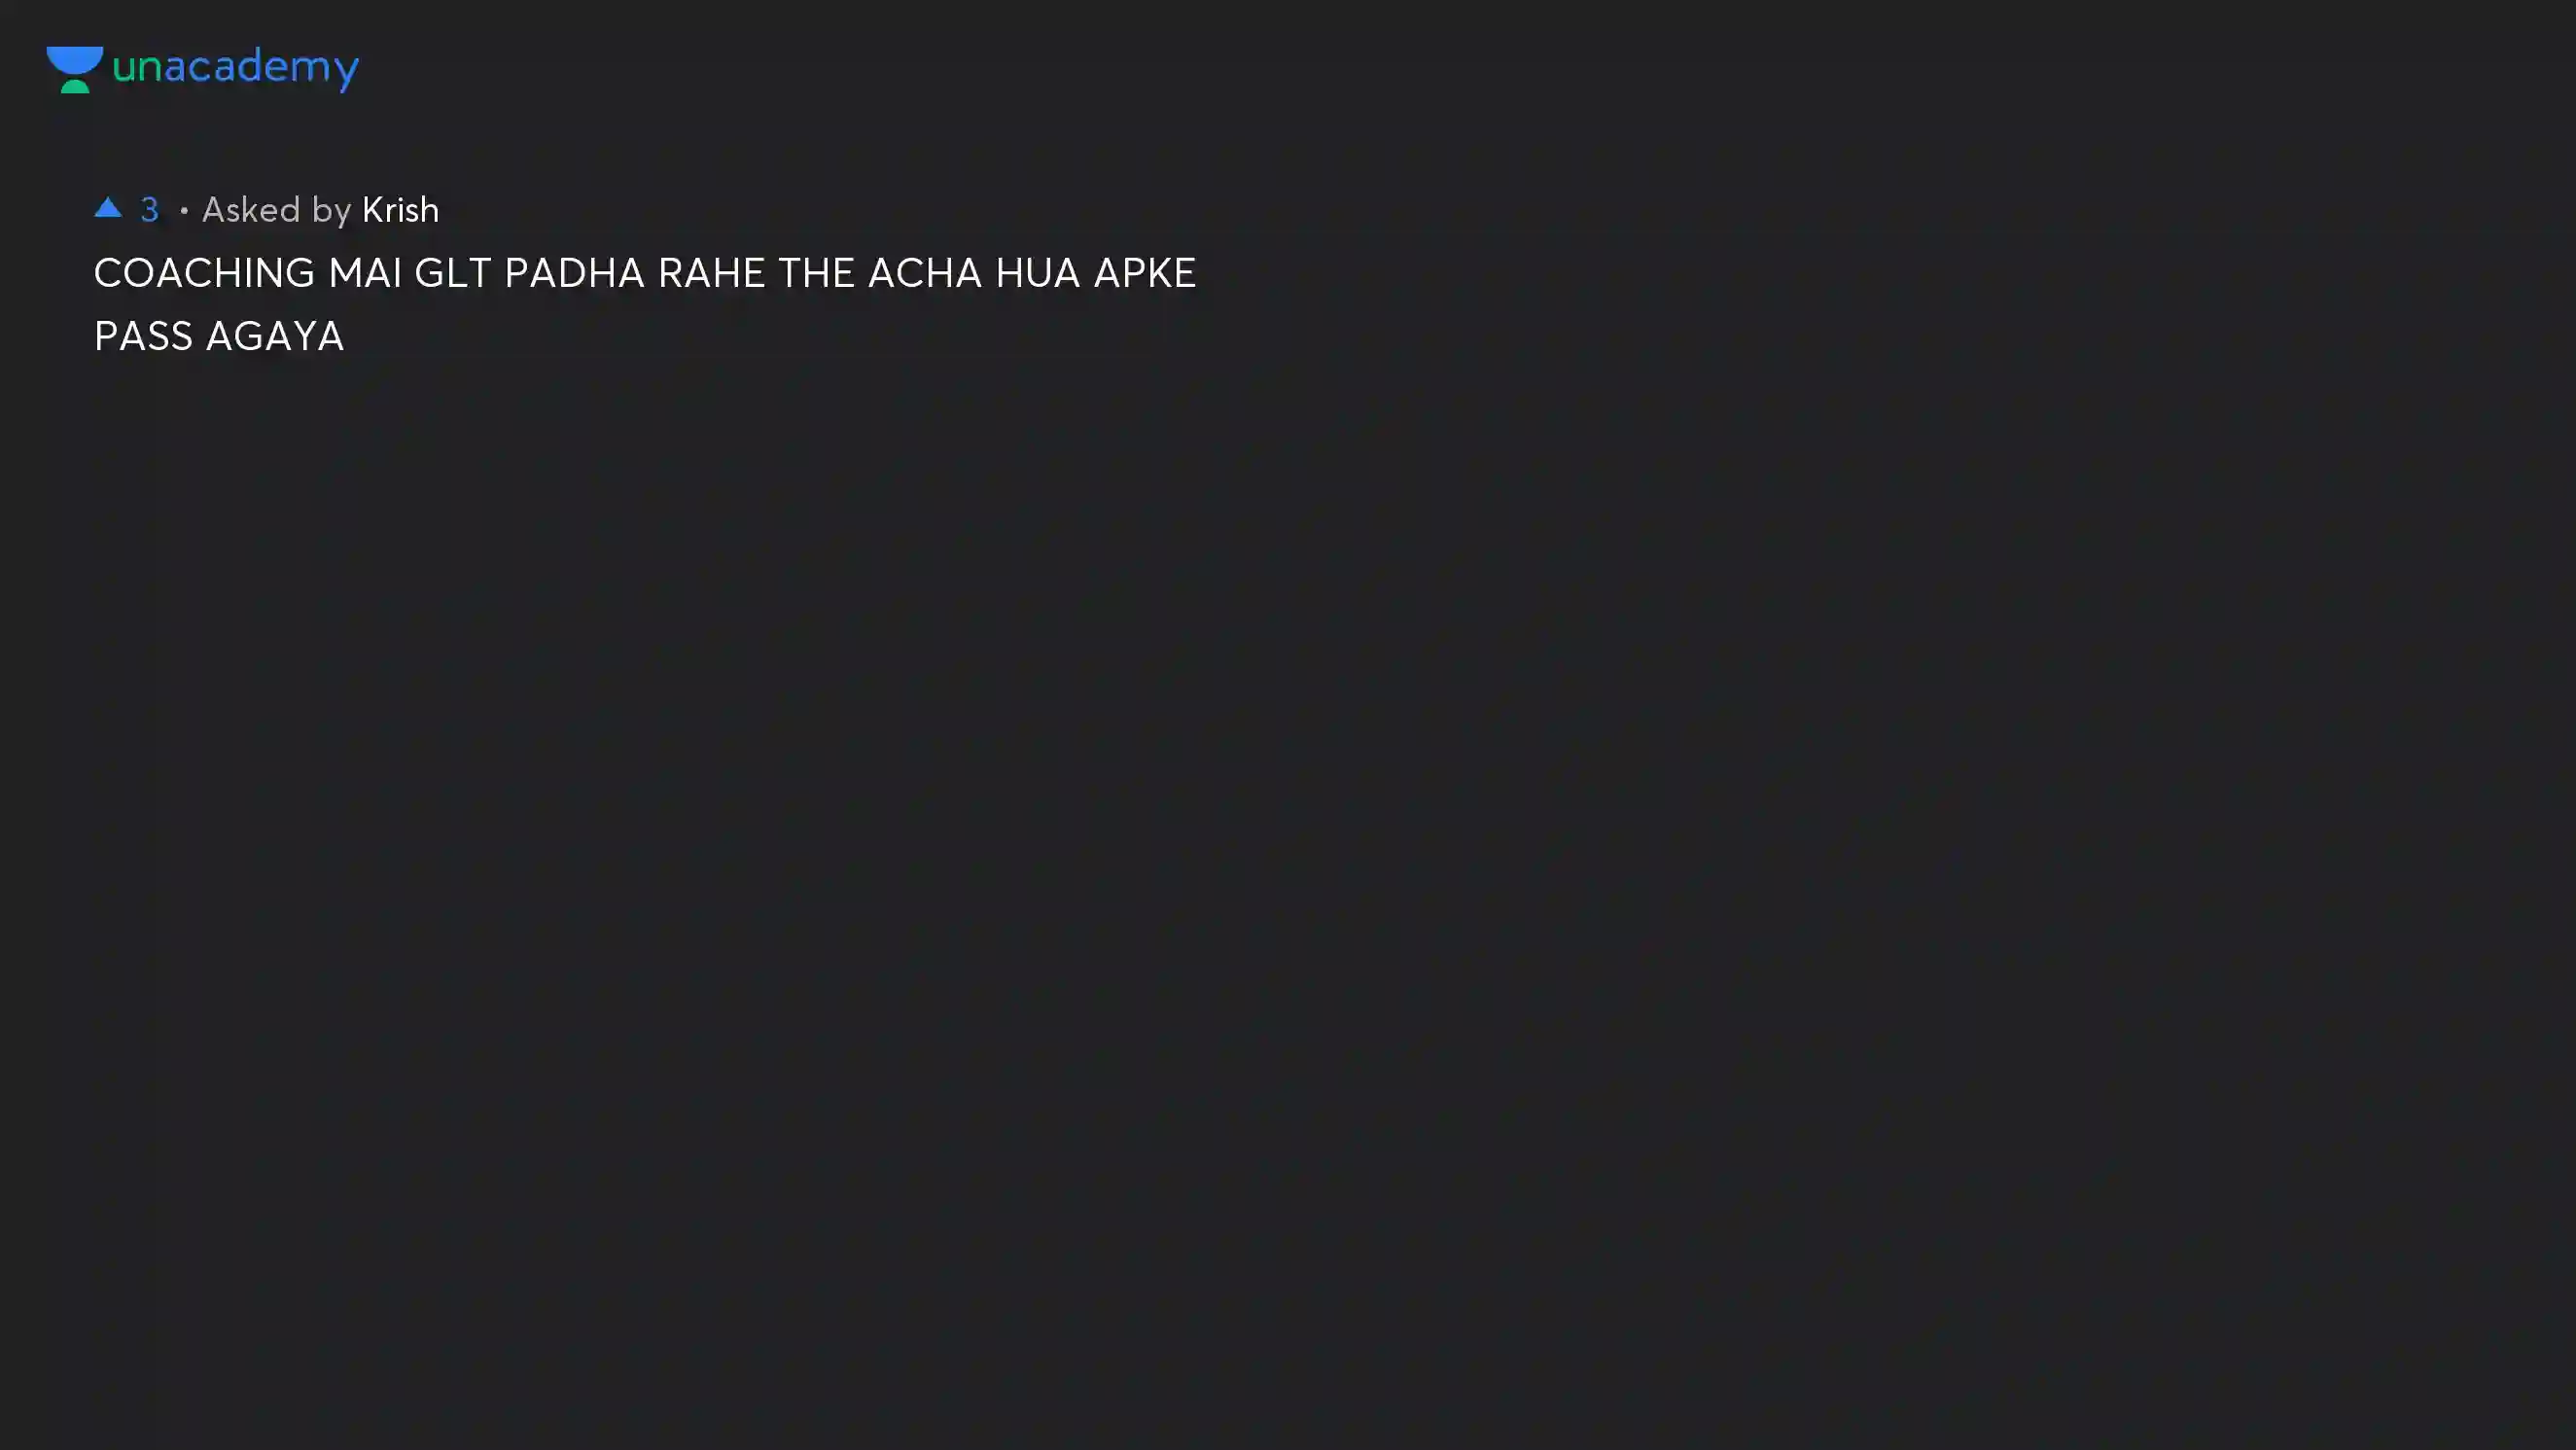 unacademy
3 • Asked by Krish
COACHING MAI GLT PADHA RAHE THE ACHA HUA APKE
PASS AGAYA